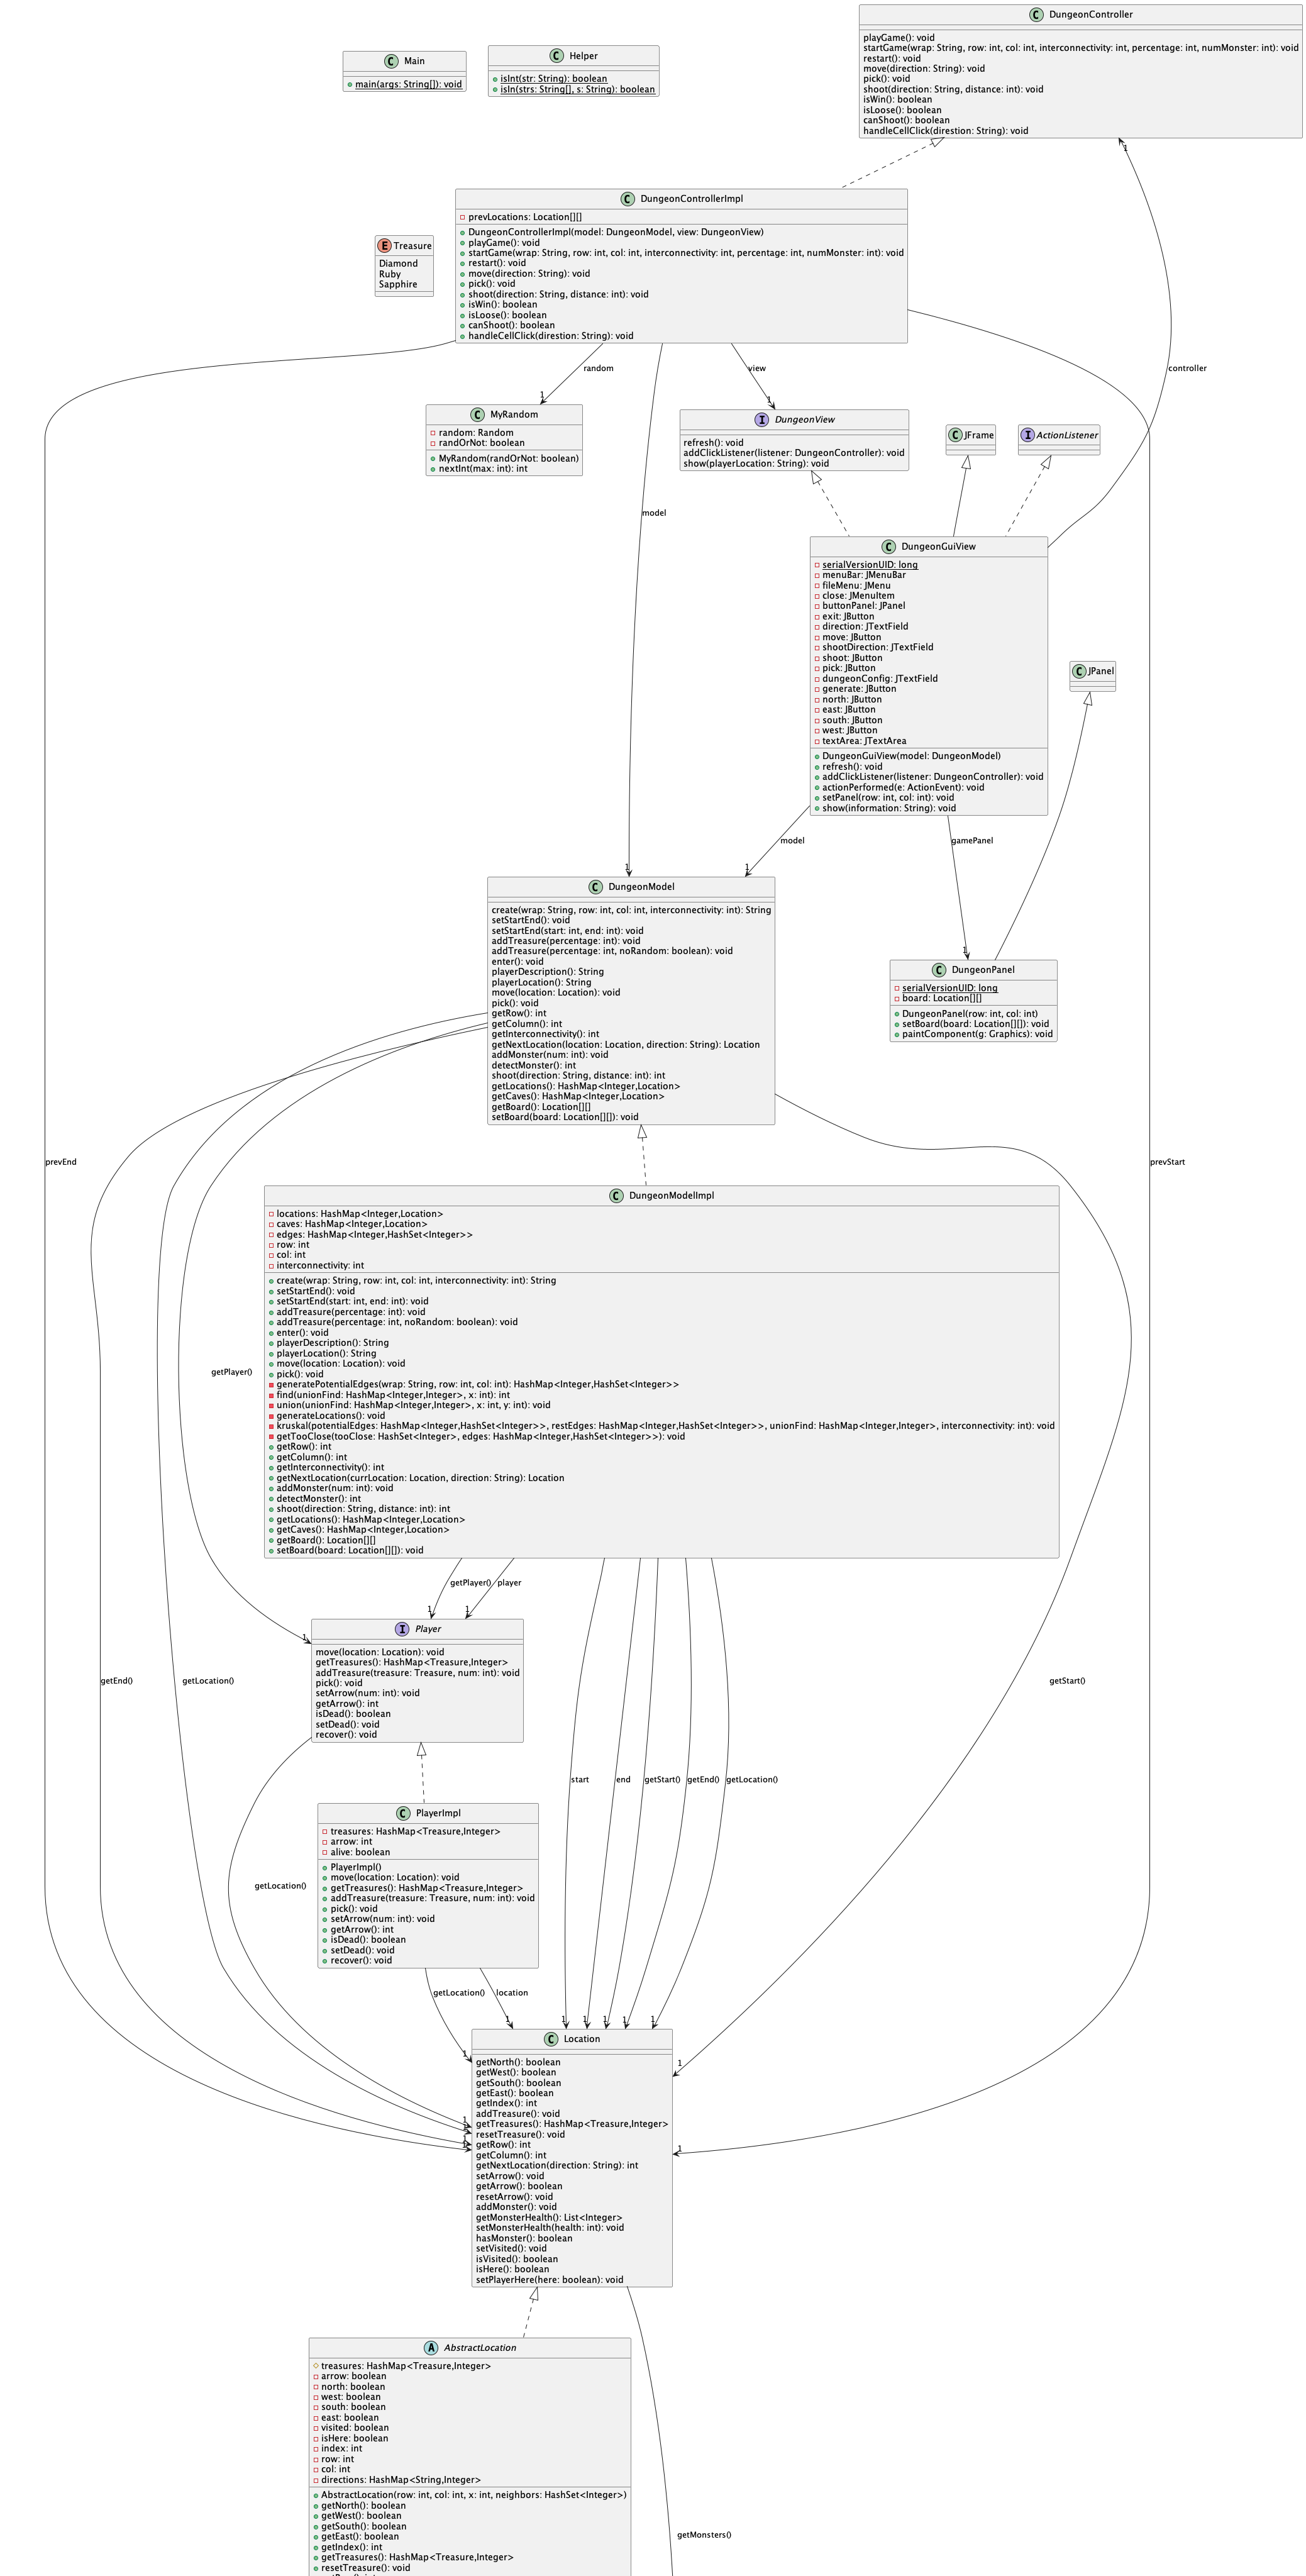 C DungeonController
playGame(): void
startGame(wrap: String, row: int, col: int, interconnectivity: int, percentage: int, numMonster: int): void
restart(): void
move(direction: String): void
pick(): void
shoot(direction: String, distance: int): void
isWin(): boolean
isLoose(): boolean
canShoot(): boolean
handleCellClick(direstion: String): void
1
C Main
main(args: String[]): void
C Helper
isInt(str: String): boolean
isIn(strs: String[], s: String): boolean
C DungeonControllerImpl
prevLocations: Location[][]
DungeonControllerImpl(model: DungeonModel, view: DungeonView)
playGame(): void
startGame(wrap: String, row: int, col: int, interconnectivity: int, percentage: int, numMonster: int): void
restart(): void
move(direction: String): void
pick(): void
shoot(direction: String, distance: int): void
isWin(): boolean
isLoose(): boolean
canShoot(): boolean
handleCellClick(direstion: String): void
E Treasure
Diamond
Ruby
Sapphire
random
view
controller
1
1
C MyRandom
random: Random
randOrNot: boolean
MyRandom(randOrNot: boolean)
nextInt(max: int): int
I DungeonView
refresh(): void
addClickListener(listener: DungeonController): void
show(playerLocation: String): void
C JFrame
I ActionListener
model
C DungeonGuiView
serialVersionUID: long
menuBar: JMenuBar
fileMenu: JMenu
close: JMenuItem
buttonPanel: JPanel
exit: JButton
direction: JTextField
move: JButton
shootDirection: JTextField
shoot: JButton
pick: JButton
dungeonConfig: JTextField
generate: JButton
north: JButton
east: JButton
south: JButton
west: JButton
textArea: JTextArea
DungeonGuiView(model: DungeonModel)
refresh(): void
addClickListener(listener: DungeonController): void
actionPerformed(e: ActionEvent): void
setPanel(row: int, col: int): void
show(information: String): void
C JPanel
model
gamePanel
1
1
1
C DungeonModel
create(wrap: String, row: int, col: int, interconnectivity: int): String
setStartEnd(): void
setStartEnd(start: int, end: int): void
addTreasure(percentage: int): void
addTreasure(percentage: int, noRandom: boolean): void
enter(): void
playerDescription(): String
playerLocation(): String
move(location: Location): void
pick(): void
getRow(): int
getColumn(): int
getInterconnectivity(): int
getNextLocation(location: Location, direction: String): Location
addMonster(num: int): void
detectMonster(): int
shoot(direction: String, distance: int): int
getLocations(): HashMap<Integer,Location>
getCaves(): HashMap<Integer,Location>
getBoard(): Location[][]
setBoard(board: Location[][]): void
C DungeonPanel
serialVersionUID: long
board: Location[][]
DungeonPanel(row: int, col: int)
setBoard(board: Location[][]): void
paintComponent(g: Graphics): void
prevEnd
prevStart
C DungeonModelImpl
locations: HashMap<Integer,Location>
caves: HashMap<Integer,Location>
edges: HashMap<Integer,HashSet<Integer>>
row: int
col: int
interconnectivity: int
create(wrap: String, row: int, col: int, interconnectivity: int): String
setStartEnd(): void
setStartEnd(start: int, end: int): void
addTreasure(percentage: int): void
addTreasure(percentage: int, noRandom: boolean): void
enter(): void
playerDescription(): String
playerLocation(): String
move(location: Location): void
pick(): void
generatePotentialEdges(wrap: String, row: int, col: int): HashMap<Integer,HashSet<Integer>>
find(unionFind: HashMap<Integer,Integer>, x: int): int
union(unionFind: HashMap<Integer,Integer>, x: int, y: int): void
generateLocations(): void
kruskal(potentialEdges: HashMap<Integer,HashSet<Integer>>, restEdges: HashMap<Integer,HashSet<Integer>>, unionFind: HashMap<Integer,Integer>, interconnectivity: int): void
getTooClose(tooClose: HashSet<Integer>, edges: HashMap<Integer,HashSet<Integer>>): void
getRow(): int
getColumn(): int
getInterconnectivity(): int
getNextLocation(currLocation: Location, direction: String): Location
addMonster(num: int): void
detectMonster(): int
shoot(direction: String, distance: int): int
getLocations(): HashMap<Integer,Location>
getCaves(): HashMap<Integer,Location>
getBoard(): Location[][]
setBoard(board: Location[][]): void
getPlayer()
getPlayer()
player
1
1
1
I Player
move(location: Location): void
getTreasures(): HashMap<Treasure,Integer>
addTreasure(treasure: Treasure, num: int): void
pick(): void
setArrow(num: int): void
getArrow(): int
isDead(): boolean
setDead(): void
recover(): void
getEnd()
getLocation()
getStart()
start
end
getStart()
getEnd()
getLocation()
C PlayerImpl
treasures: HashMap<Treasure,Integer>
arrow: int
alive: boolean
PlayerImpl()
move(location: Location): void
getTreasures(): HashMap<Treasure,Integer>
addTreasure(treasure: Treasure, num: int): void
pick(): void
setArrow(num: int): void
getArrow(): int
isDead(): boolean
setDead(): void
recover(): void
getLocation()
getLocation()
location
1
1
1
1
1
1
1
1
1
1
1
1
1
C Location
getNorth(): boolean
getWest(): boolean
getSouth(): boolean
getEast(): boolean
getIndex(): int
addTreasure(): void
getTreasures(): HashMap<Treasure,Integer>
resetTreasure(): void
getRow(): int
getColumn(): int
getNextLocation(direction: String): int
setArrow(): void
getArrow(): boolean
resetArrow(): void
addMonster(): void
getMonsterHealth(): List<Integer>
setMonsterHealth(health: int): void
hasMonster(): boolean
setVisited(): void
isVisited(): boolean
isHere(): boolean
setPlayerHere(here: boolean): void
A AbstractLocation
treasures: HashMap<Treasure,Integer>
arrow: boolean
north: boolean
west: boolean
south: boolean
east: boolean
visited: boolean
isHere: boolean
index: int
row: int
col: int
directions: HashMap<String,Integer>
AbstractLocation(row: int, col: int, x: int, neighbors: HashSet<Integer>)
getNorth(): boolean
getWest(): boolean
getSouth(): boolean
getEast(): boolean
getIndex(): int
getTreasures(): HashMap<Treasure,Integer>
resetTreasure(): void
getMonsters()